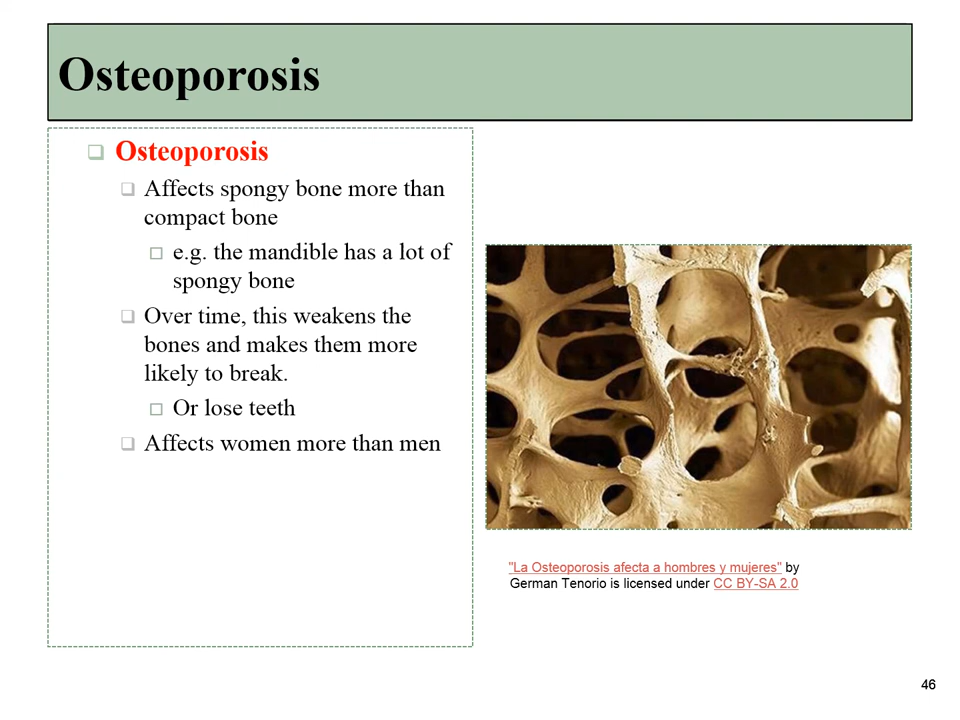 Osteoporosis
Osteoporosis
Affects spongy bone more than
compact bone
e.g. the mandible has a lot of
spongy bone
Over time, this weakens the
bones and makes them more
likely to break.
Or lose teeth
Affects women more than men
"La Osteoporosis afecta a hombres y mujeres" by
German Tenorio is licensed under CC BY-SA 2.0
46